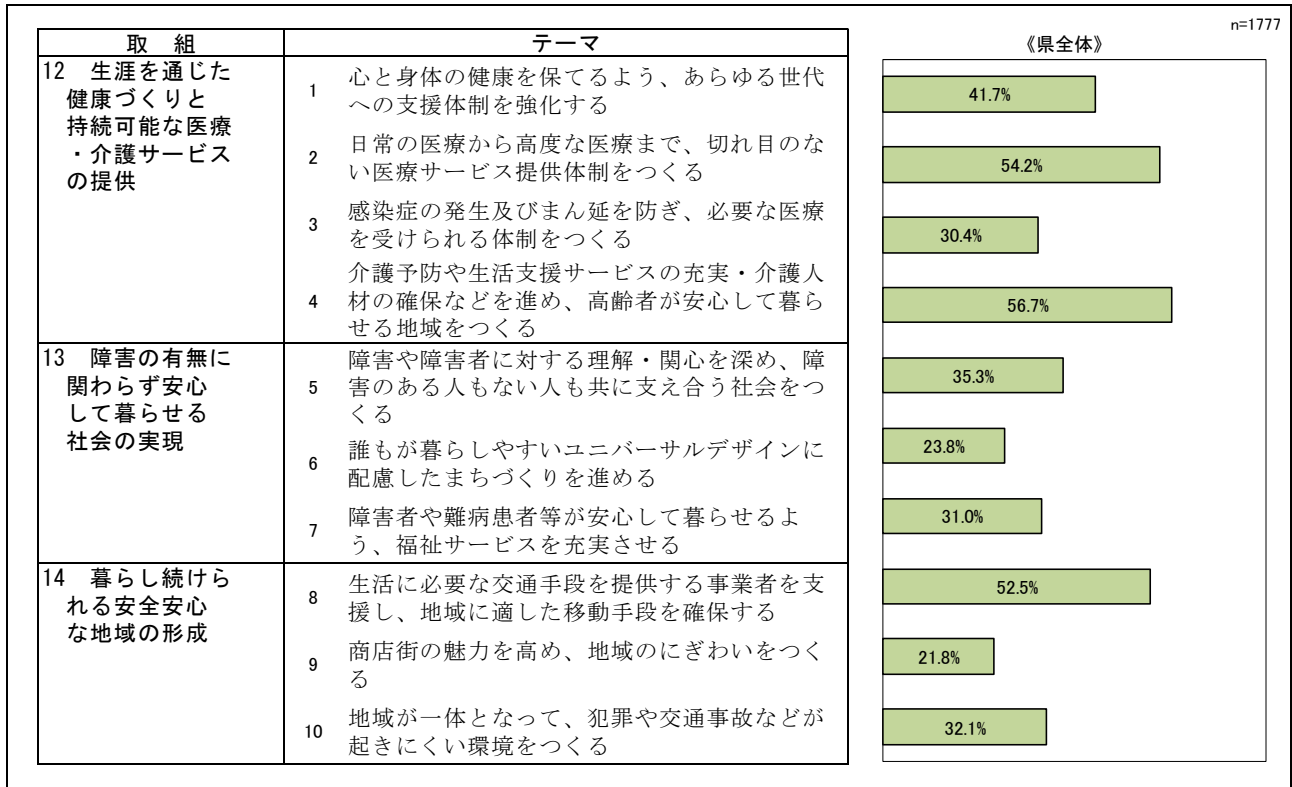 n=1777
取 組
テーマ
《県全体》
12 生涯を通じた
健康づくりと
持続可能な医療
・介護サービス
の提供
1 心と身体の健康を保てるよう、あらゆる世代
への支援体制を強化する
41.7%
2 日常の医療から高度な医療まで、切れ目のな
い医療サービス提供体制をつくる
54.2%
3 感染症の発生及びまん延を防ぎ、必要な医療
を受けられる体制をつくる
30.4%
4 介護予防や生活支援サービスの充実・介護人
材の確保などを進め、高齢者が安心して暮ら
せる地域をつくる
56.7%
13 障害の有無に
関わらず安心
して暮らせる
社会の実現
5 障害や障害者に対する理解・関心を深め、障
害のある人もない人も共に支え合う社会をつ
くる
35.3%
6 誰もが暮らしやすいユニバーサルデザインに
配慮したまちづくりを進める
23.8%
7 障害者や難病患者等が安心して暮らせるよ
う、福祉サービスを充実させる
31.0%
14 暮らし続けら
れる安全安心
な地域の形成
8 生活に必要な交通手段を提供する事業者を支
援し、地域に適した移動手段を確保する
52.5%
9 商店街の魅力を高め、地域のにぎわいをつく
る
21.8%
10 地域が一体となって、犯罪や交通事故などが
起きにくい環境をつくる
32.1%